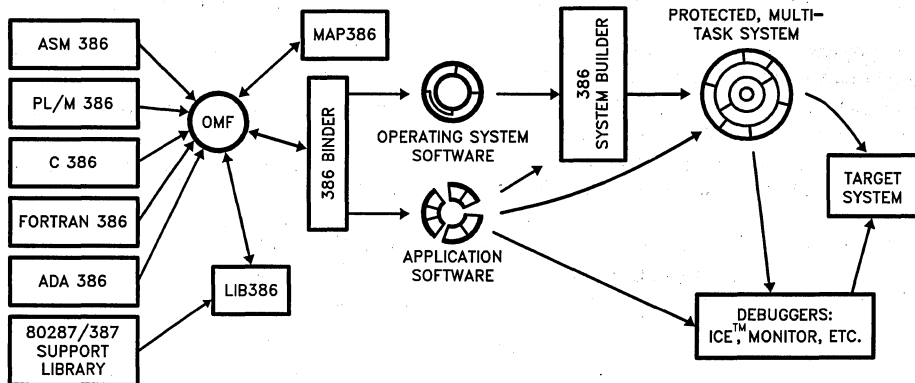 ASM 386
PL/M 386
C 386
FORTRAN 386
ADA 386
80287/387
SUPPORT
LIBRARY
OMF
MAP386
LIB386
386 BINDER
OPERATING SYSTEM
SOFTWARE
APPLICATION
SOFTWARE
386
SYSTEM BUILDER
PROTECTED, MULTI-
TASK SYSTEM
TARGET
SYSTEM
DEBUGGERS:
ICE™, MONITOR, ETC.